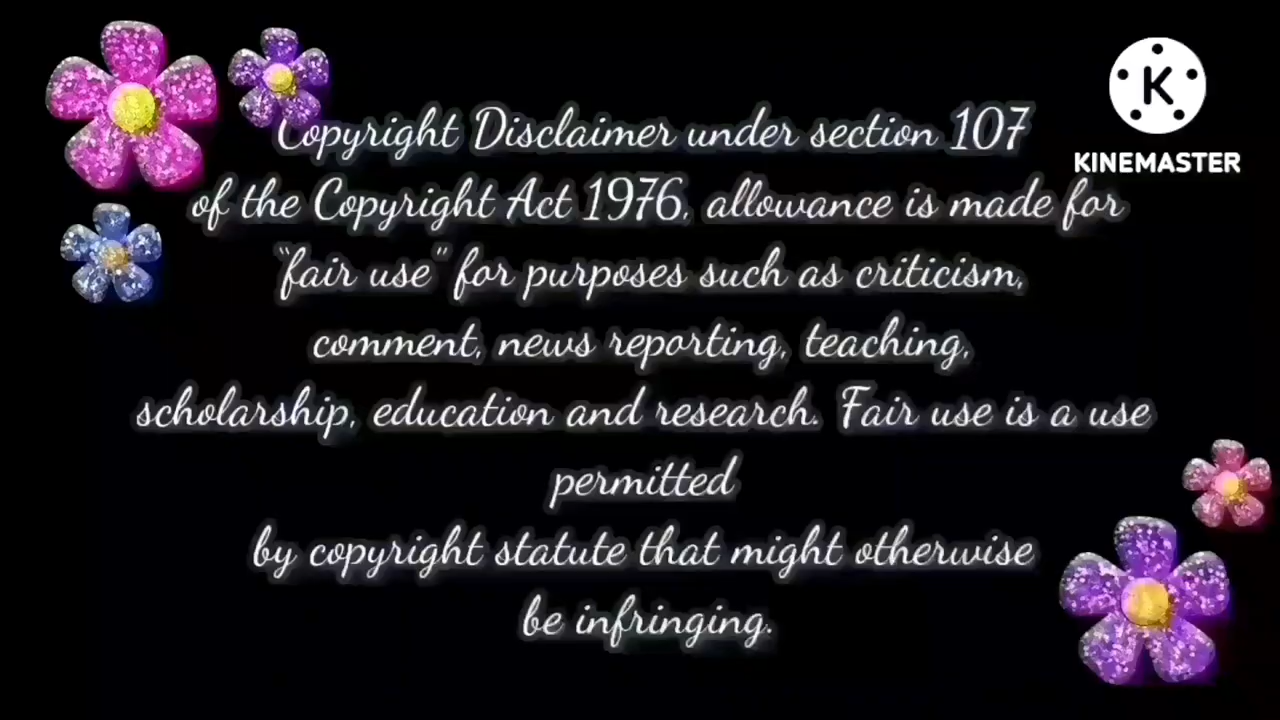 Copyright Disclaimer under section 107
of the Copyright Act 1976, allowance is made for
"fair use" for purposes such as criticism,
comment, news reporting, teaching,
scholarship, education and research. Fair use is a use
permitted
by copyright statute that might otherwise
be infringing.
K
KINEMASTER